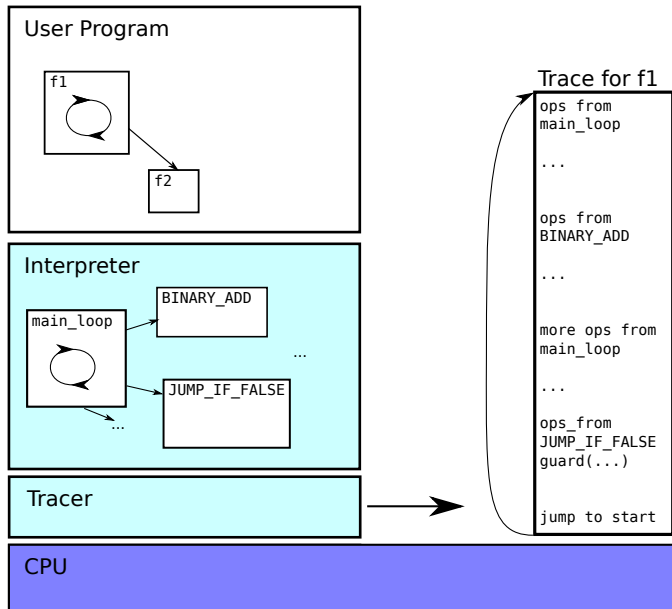 User Program
f1
f2
Interpreter
main_loop
BINARY_ADD
...
JUMP_IF_FALSE
...
Tracer
CPU
Trace for f1
ops from
main_loop
...
ops from
BINARY_ADD
...
more ops from
main_loop
...
ops_from
JUMP_IF_FALSE
guard(...)
jump to start